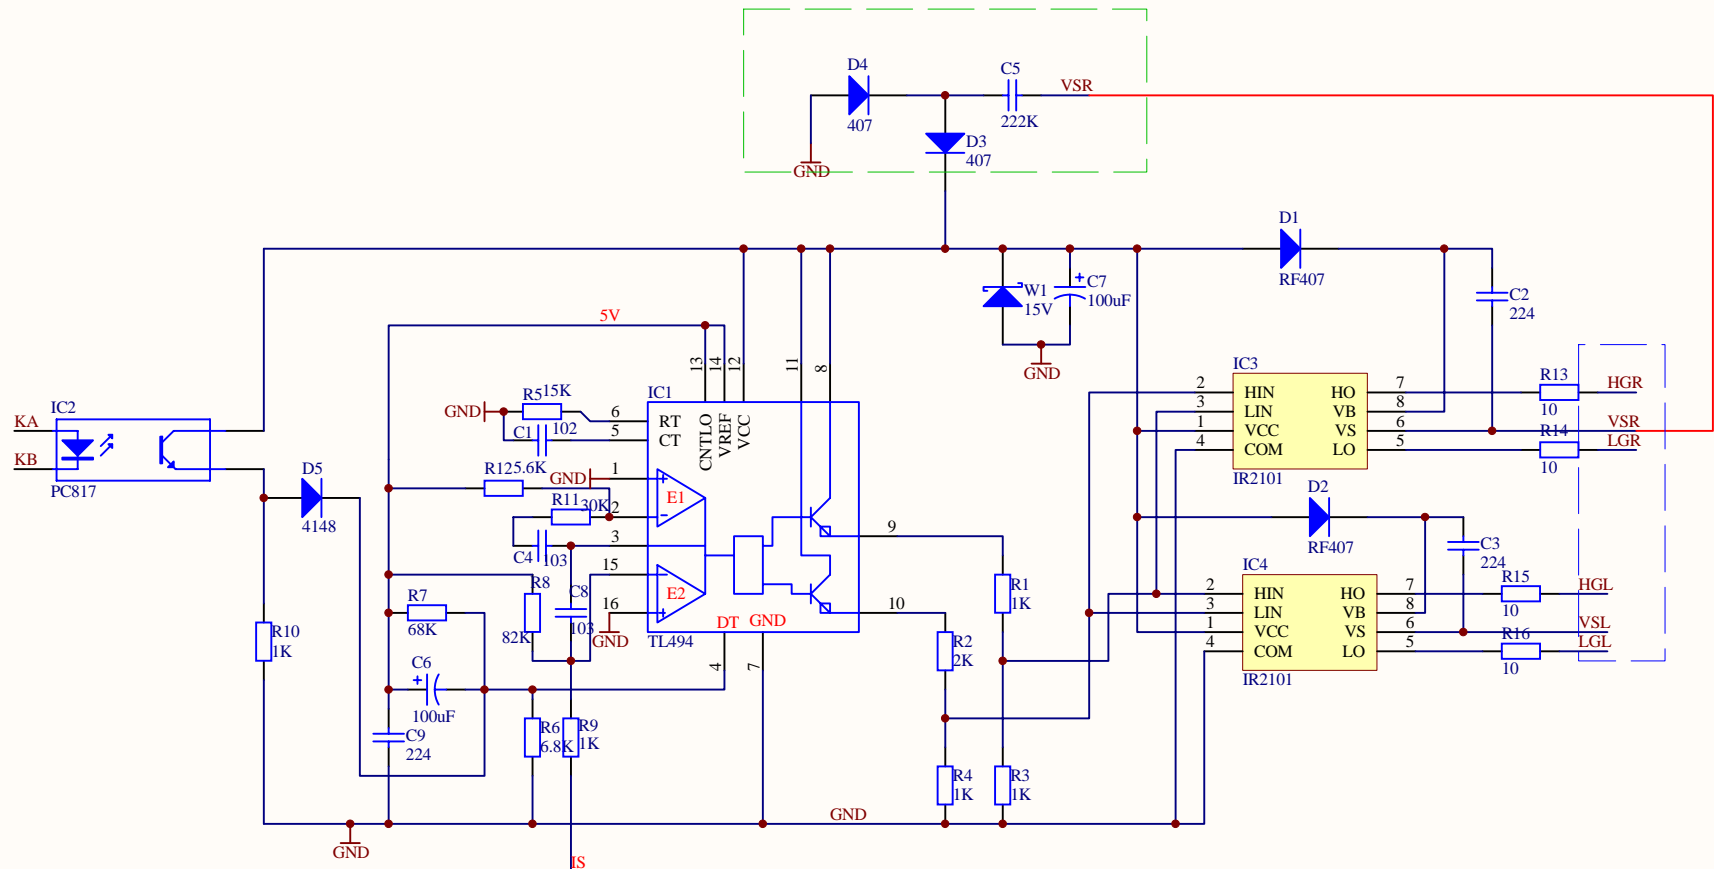 D4
407
C5
222K
VSR
D3
407
GND
D1
RF407
W1
15V
C7
100uF
GND
C2
224
5V
13
14
12
11
8
IC2
KA
KB
PC817
D5
4148
IC1
GND
R5
15K
C1
102
6
RT
5
CT
CNTLO
VREF
VCC
R12
5.6K
GND
1
E1
R11
30K
2
C4
103
3
15
R8
82K
C8
103
16
E2
GND
DT
GND
TL494
4
7
9
10
R7
68K
C6
100uF
C9
224
R10
1K
R6
6.8K
R9
1K
R1
1K
R2
2K
R4
1K
R3
1K
GND
GND
IS
IC3
2
HIN
HO
7
3
LIN
VB
8
1
VCC
VS
6
4
COM
LO
5
IR2101
R13
10
HGR
VSR
R14
10
LGR
D2
RF407
C3
224
IC4
2
HIN
HO
7
3
LIN
VB
8
1
VCC
VS
6
4
COM
LO
5
IR2101
R15
10
HGL
VSL
R16
10
LGL